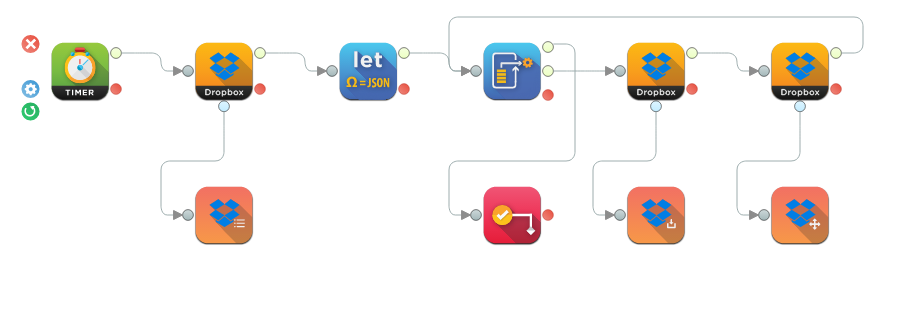 TIMER
Dropbox
let
Ω = JSON
Dropbox
Dropbox